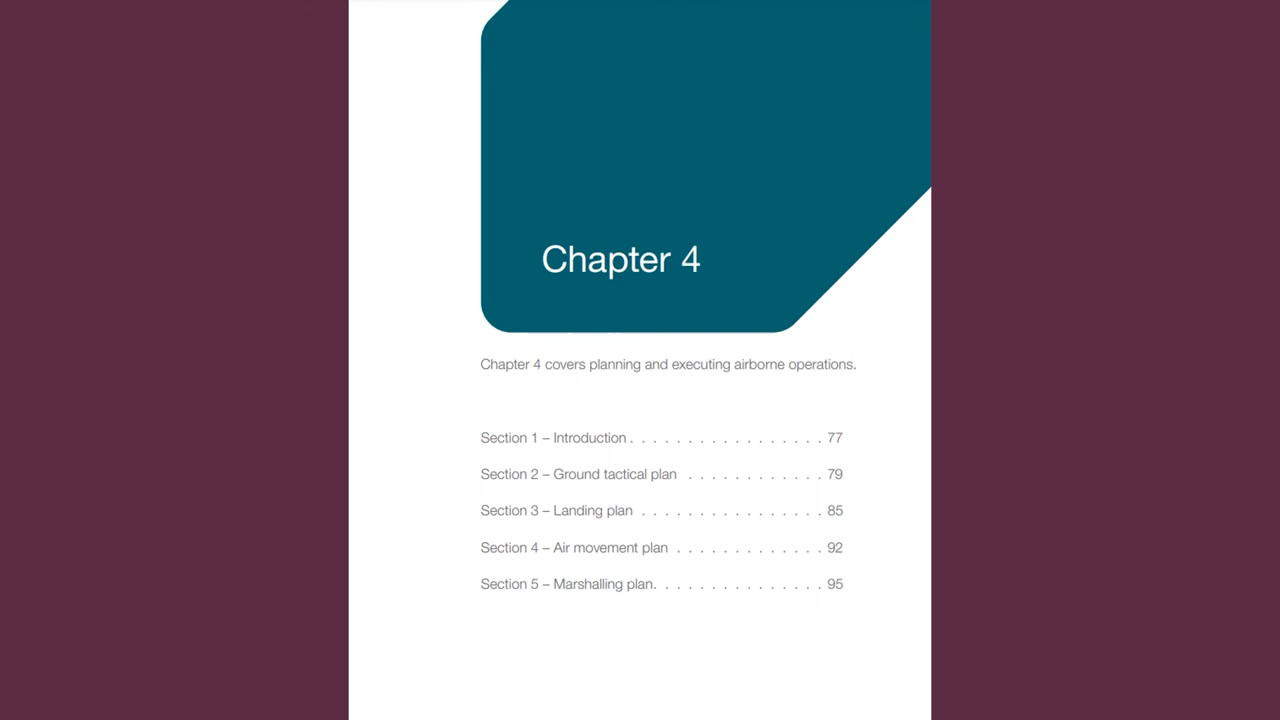 Chapter 4
Chapter 4 covers planning and executing airborne operations.
Section 1 – Introduction . . . . . . . . . . . . . . . . . 77
Section 2 – Ground tactical plan . . . . . . . . . . . . 79
Section 3 – Landing plan . . . . . . . . . . . . . . . . 85
Section 4 – Air movement plan . . . . . . . . . . . . . 92
Section 5 – Marshalling plan. . . . . . . . . . . . . . . 95